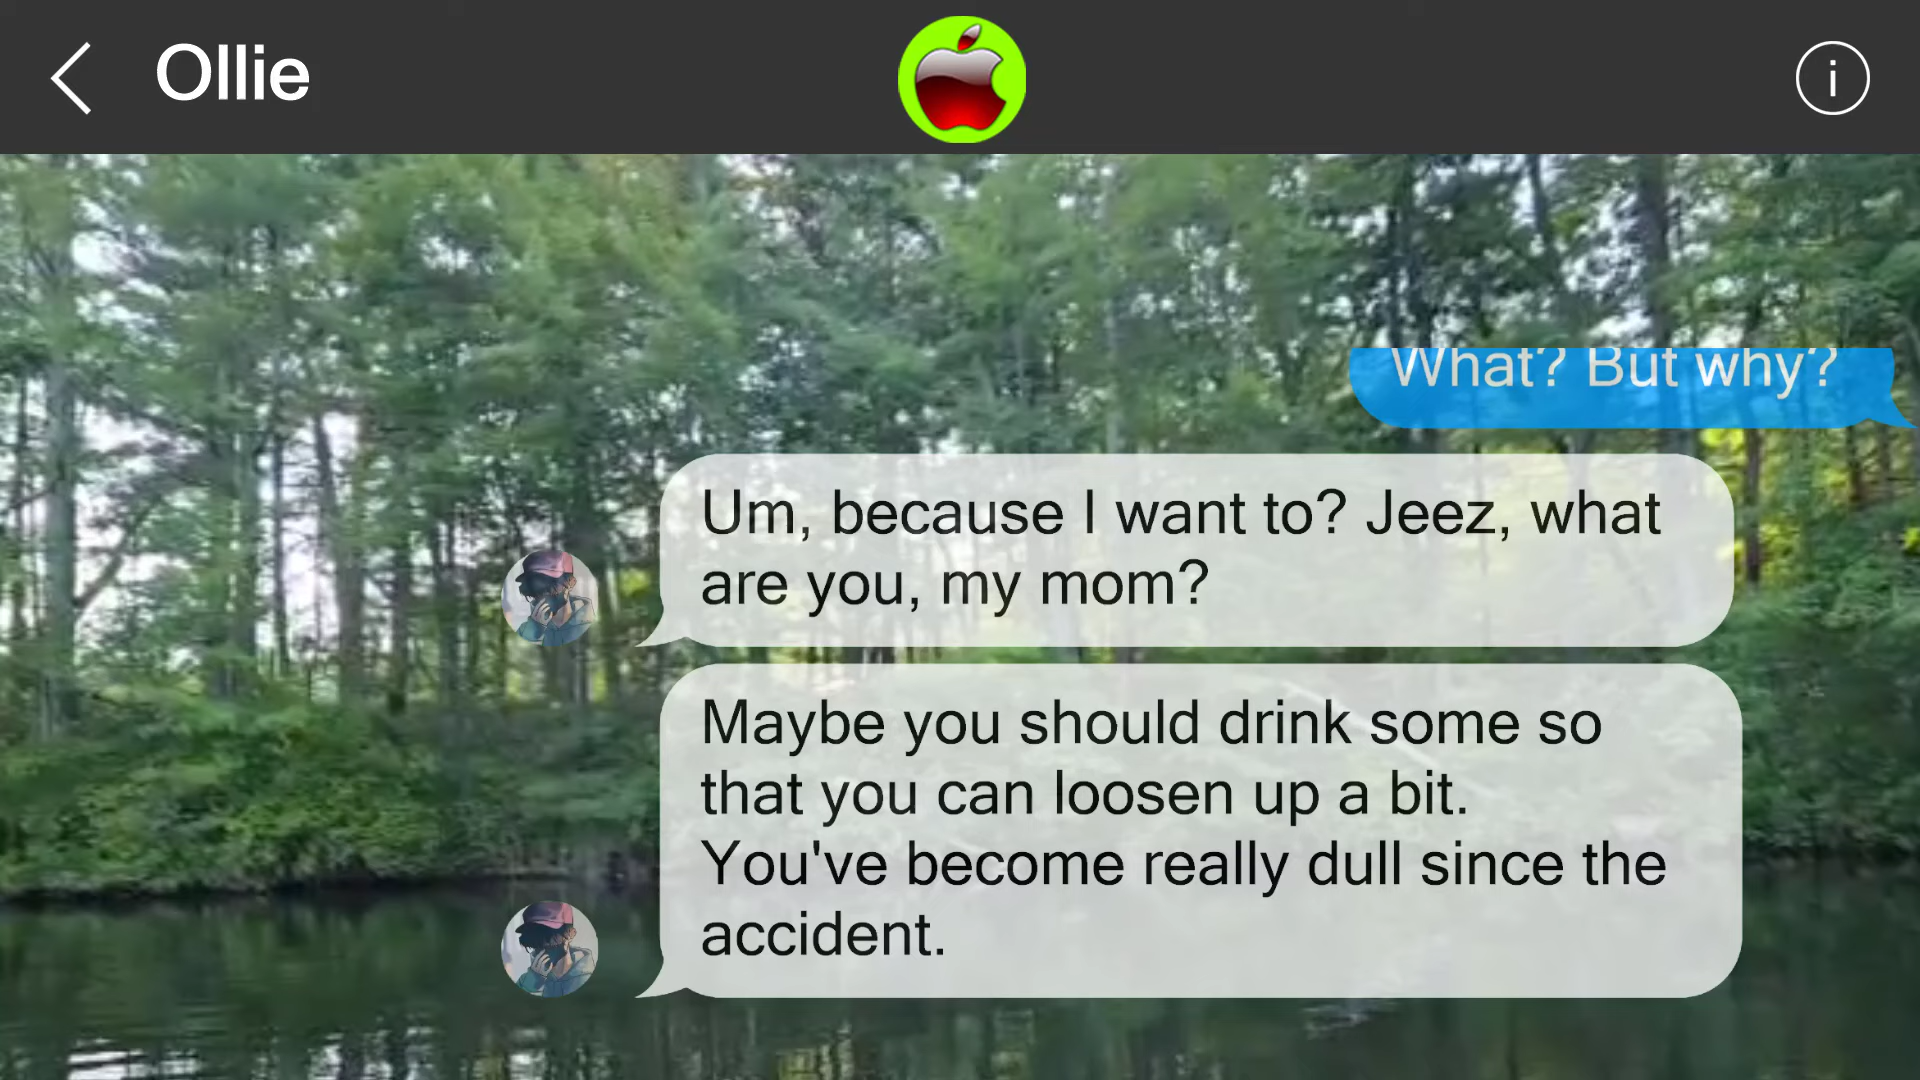 Ollie
i
What? But why?
Um, because I want to? Jeez, what
are you, my mom?
Maybe you should drink some so
that you can loosen up a bit.
You've become really dull since the
accident.